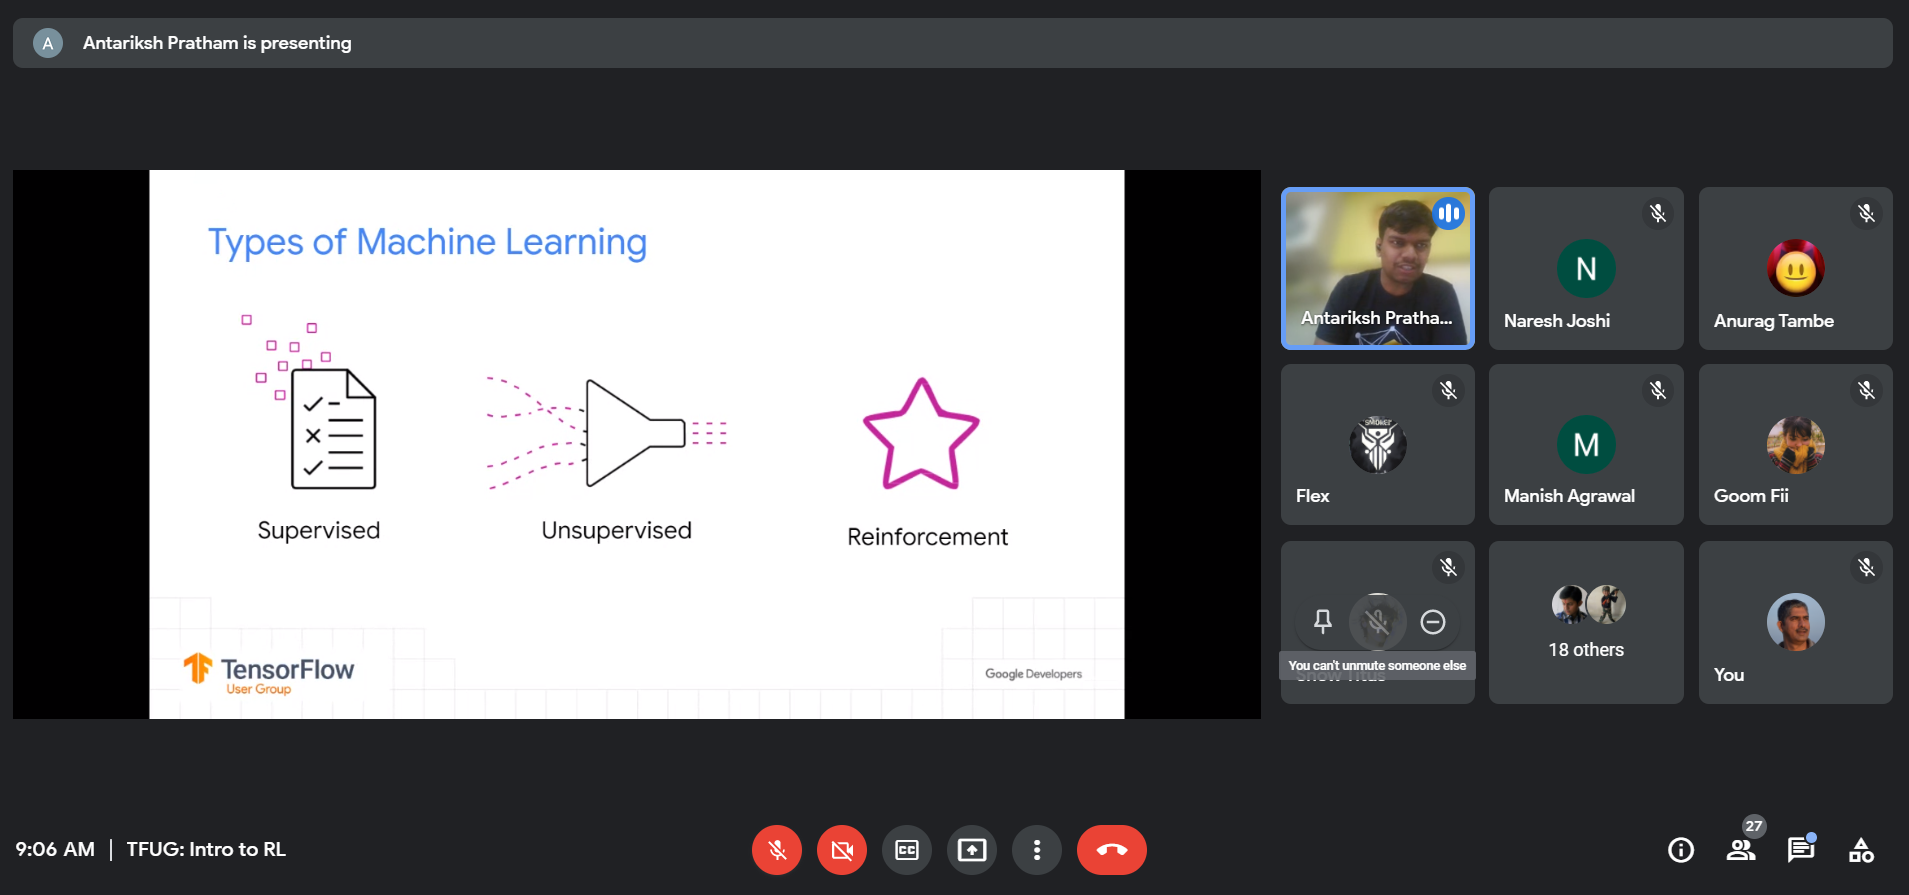 A
Antariksh Pratham is presenting
Types of Machine Learning
Supervised
Unsupervised
Reinforcement
TensorFlow
User Group
Google Developers
Antariksh Pratha...
N
Naresh Joshi
Anurag Tambe
Flex
M
Manish Agrawal
Goom Fii
You can't unmute someone else
18 others
You
9:06 AM | TFUG: Intro to RL
CC
27